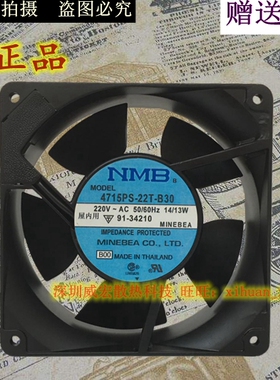 拍摄 盗图必究
赠送
正品
NMB
MODEL
4715PS-22T-B30
220V ~ AC 50/60Hz 14/13W
屋内用 91-34210
MINEBEA
IMPEDANCE PROTECTED
MINEBEA CO., LTD.
B00 MADE IN THAILAND